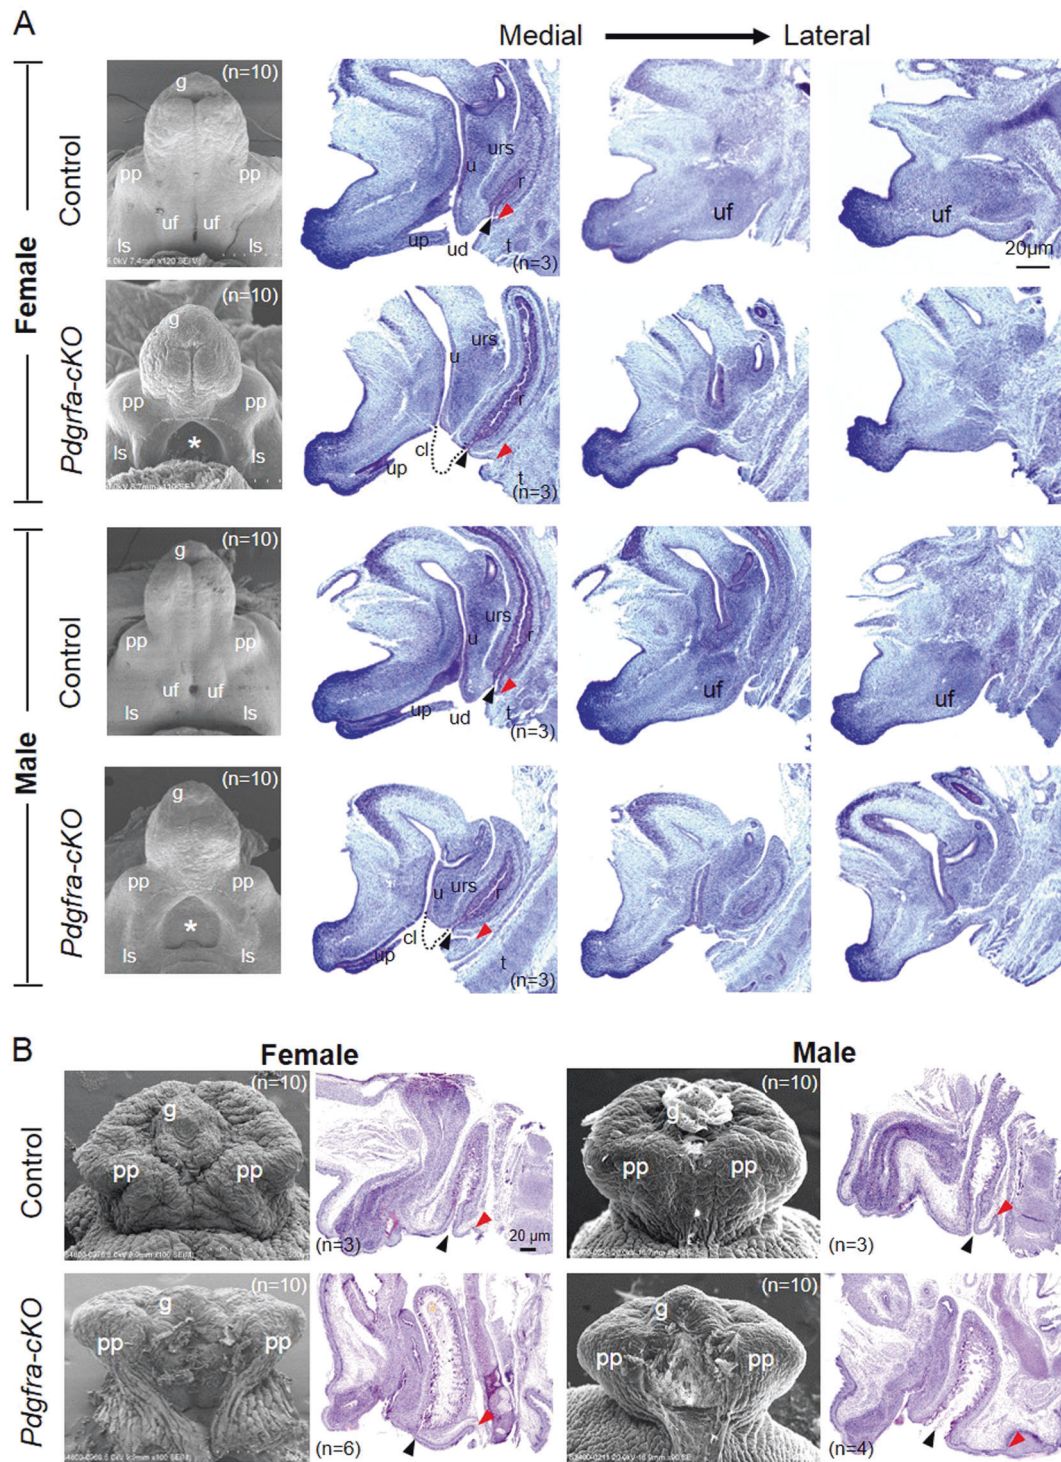 A
Medial
Lateral
Female
Control
g
(n=10)
pp
pp
uf
uf
ls
ls
u
urs
r
up
ud
t
(n=3)
uf
uf
20μm
Pdgrfa-cKO
g
(n=10)
pp
pp
ls
*
ls
u
urs
r
cl
up
t
(n=3)
Male
Control
g
(n=10)
pp
pp
uf
uf
ls
ls
urs
u
r
up
ud
t
(n=3)
uf
uf
Pdgfra-cKO
g
(n=10)
pp
pp
*
ls
ls
urs
u
r
cl
up
t
(n=3)
B
Female
Male
Control
(n=10)
g
pp
pp
(n=3)
20 μm
(n=10)
g
pp
pp
(n=3)
Pdgfra-cKO
(n=10)
g
pp
pp
(n=6)
(n=10)
g
pp
pp
(n=4)